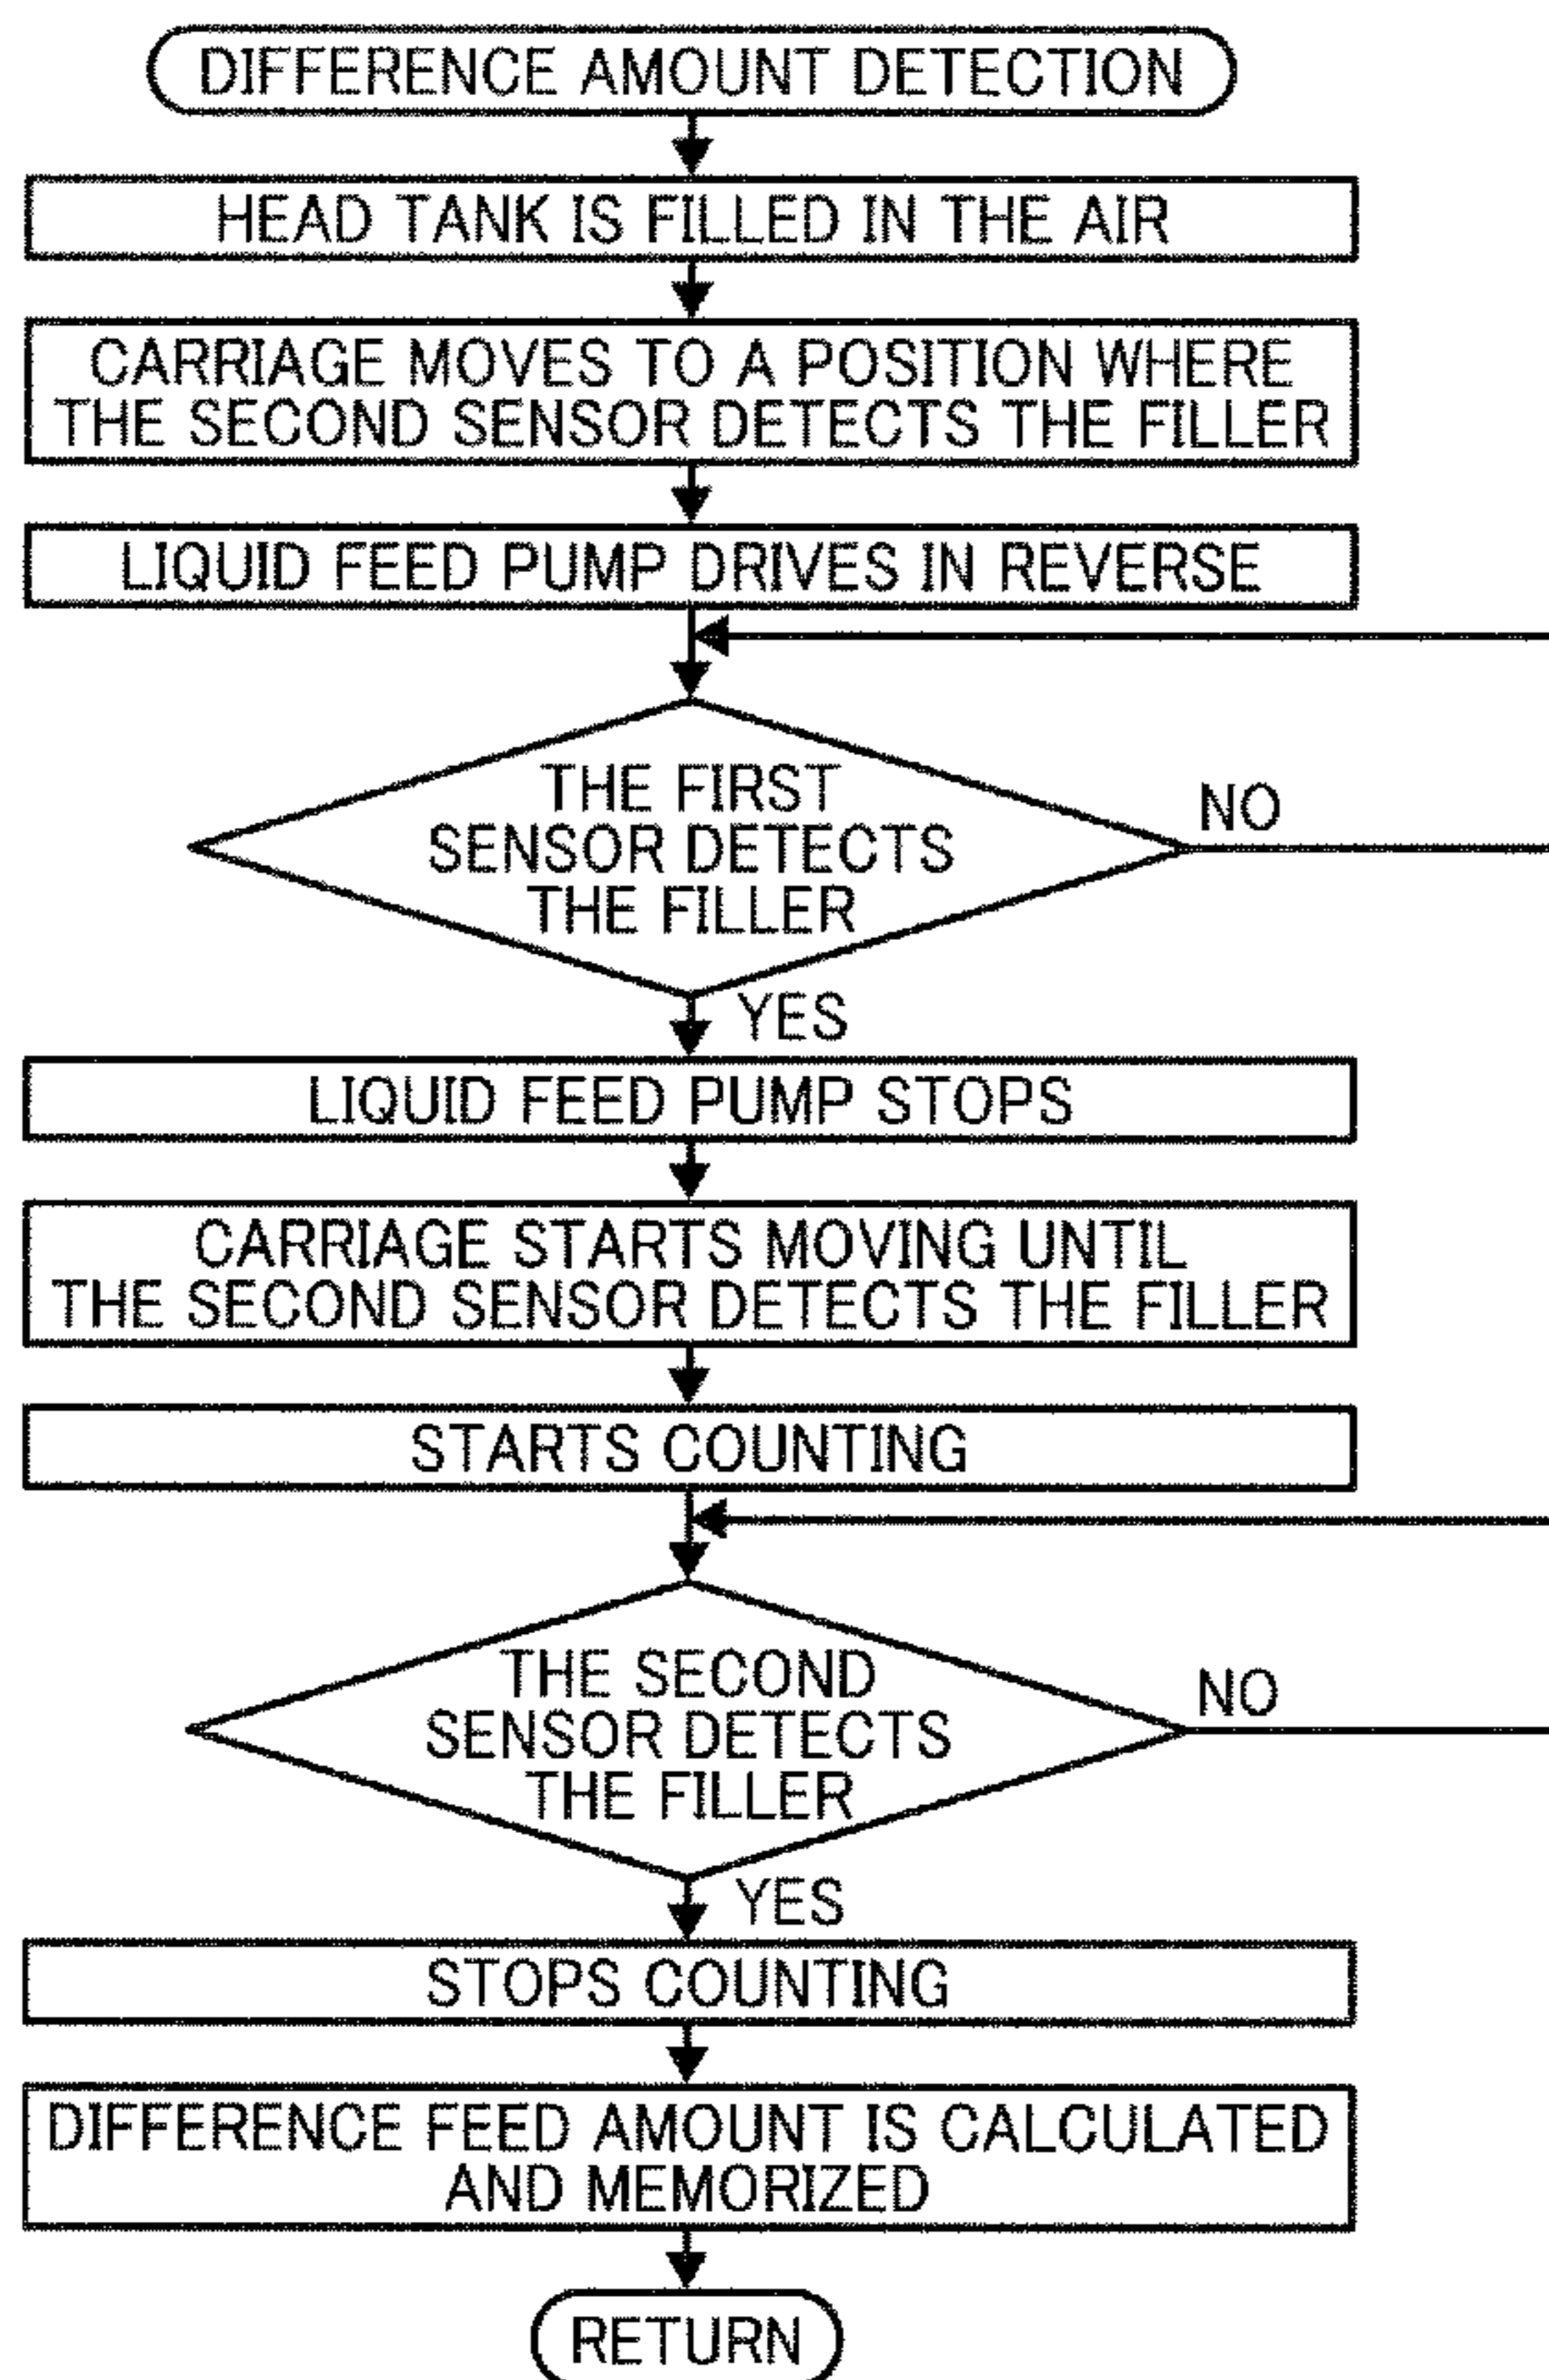 DIFFERENCE AMOUNT DETECTION
HEAD TANK IS FILLED IN THE AIR
CARRIAGE MOVES TO A POSITION WHERE
THE SECOND SENSOR DETECTS THE FILLER
LIQUID FEED PUMP DRIVES IN REVERSE
THE FIRST
SENSOR DETECTS
THE FILLER
NO
YES
LIQUID FEED PUMP STOPS
CARRIAGE STARTS MOVING UNTIL
THE SECOND SENSOR DETECTS THE FILLER
STARTS COUNTING
THE SECOND
SENSOR DETECTS
THE FILLER
NO
YES
STOPS COUNTING
DIFFERENCE FEED AMOUNT IS CALCULATED
AND MEMORIZED
RETURN